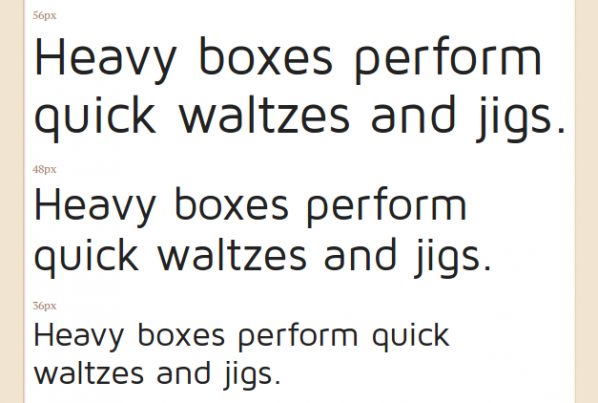 56px
Heavy boxes perform
quick waltzes and jigs.
48px
Heavy boxes perform
quick waltzes and jigs.
36px
Heavy boxes perform quick
waltzes and jigs.